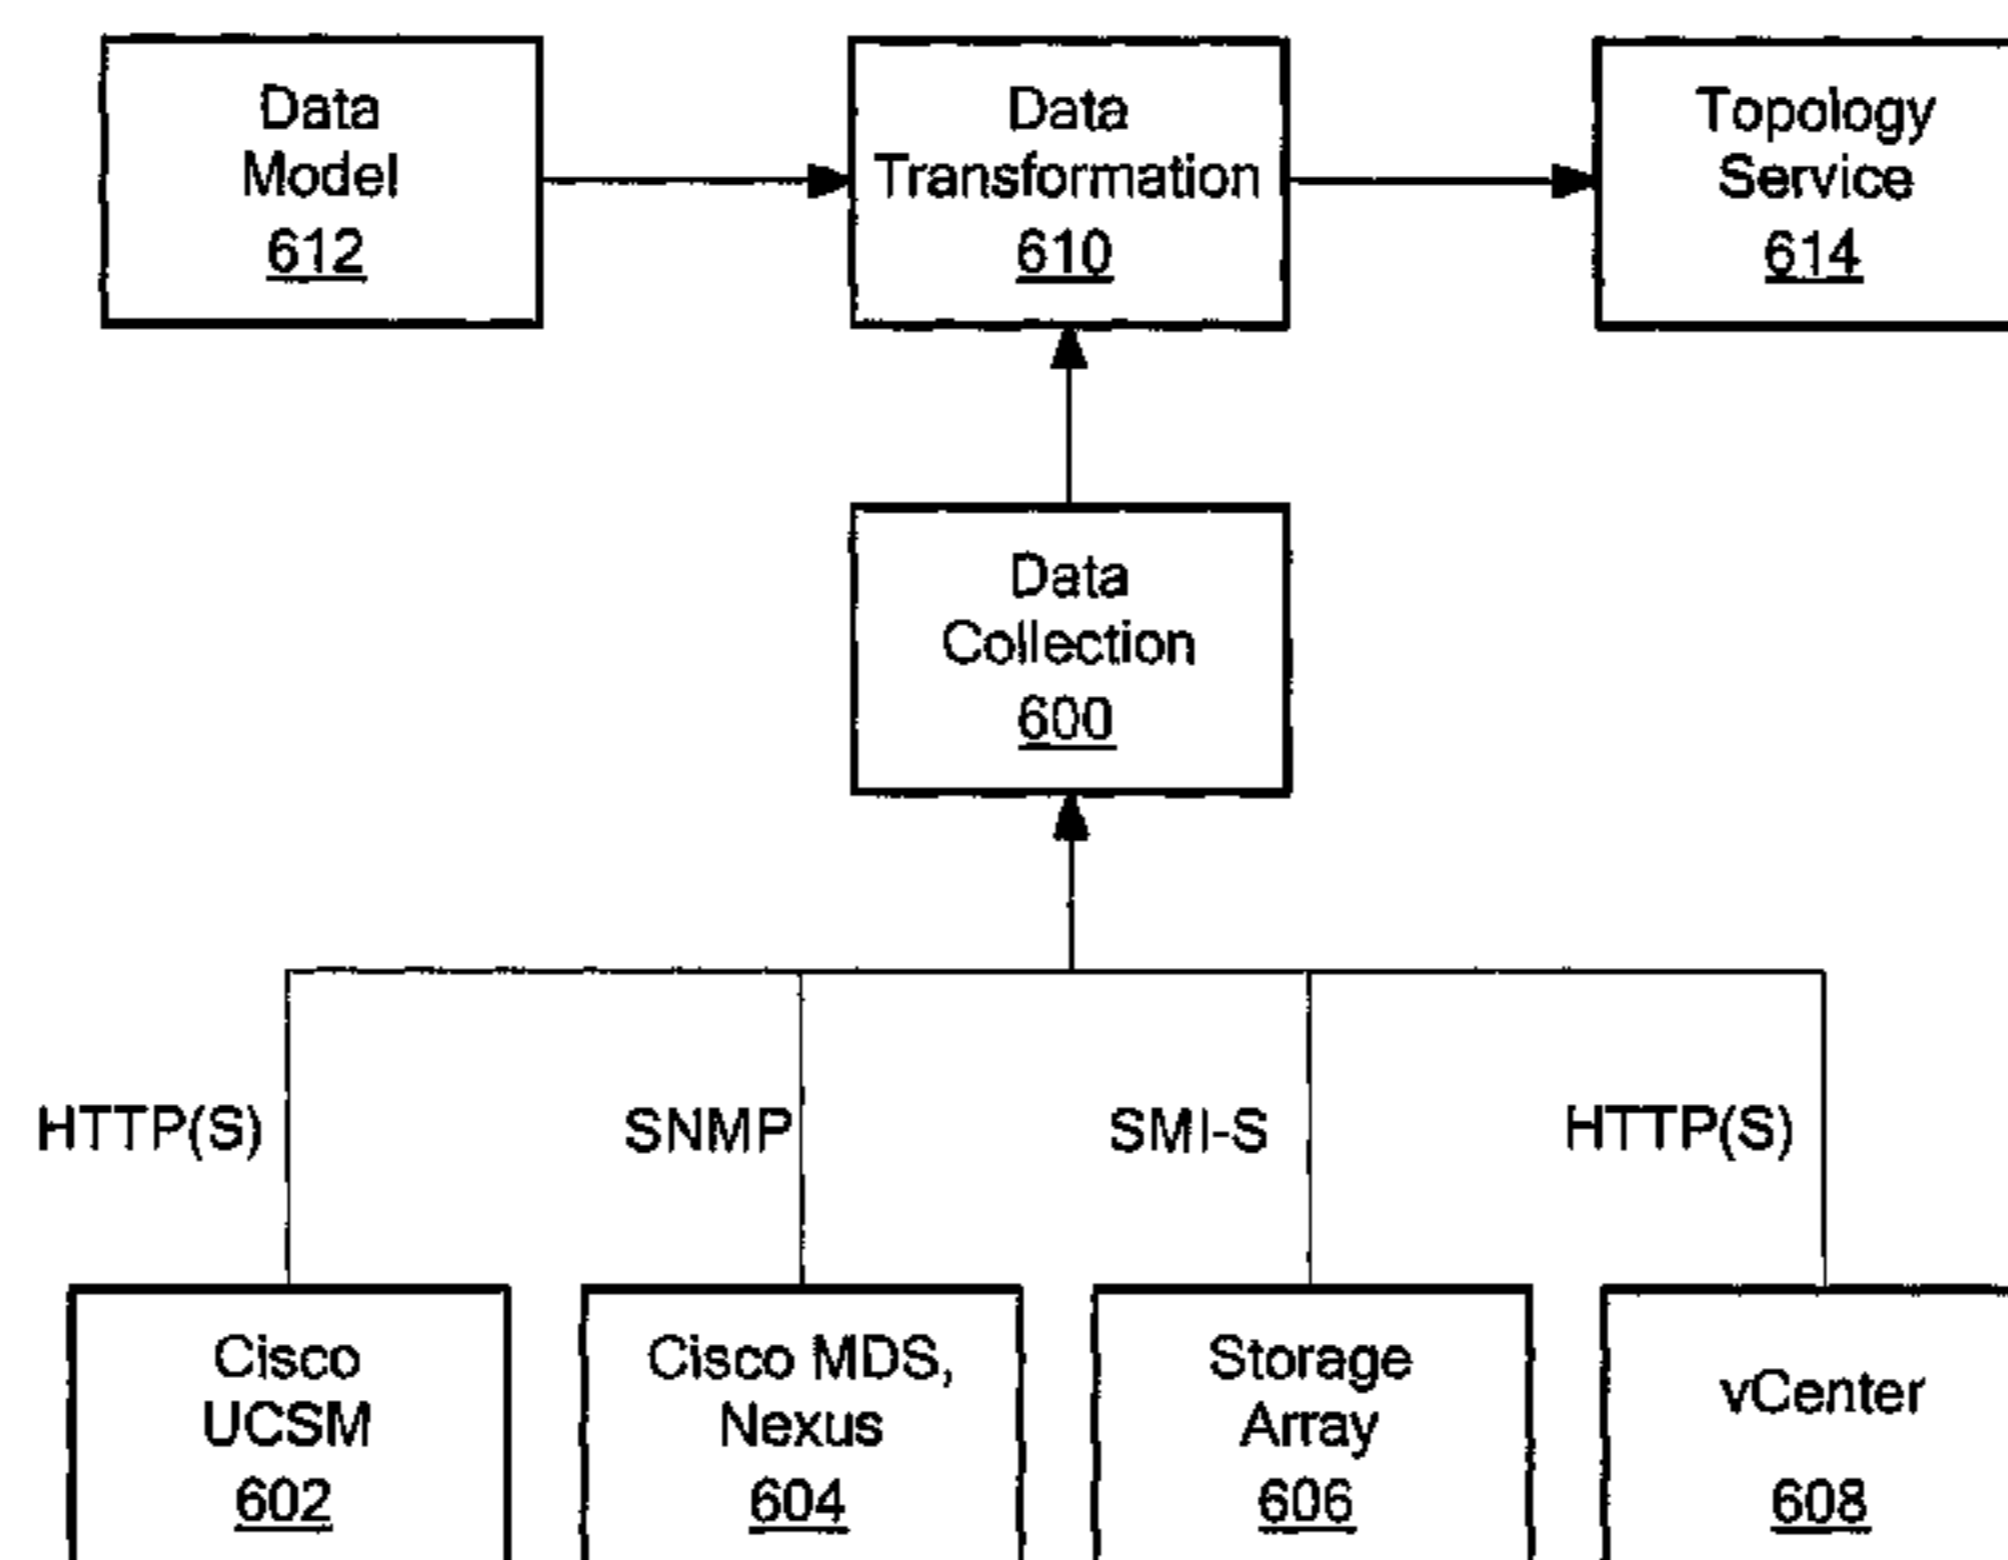 Data
Model
612
Data
Transformation
610
Topology
Service
614
Data
Collection
600
HTTP(S)
SNMP
SMI-S
HTTP(S)
Cisco
UCSM
602
Cisco MDS,
Nexus
604
Storage
Array
606
vCenter
608